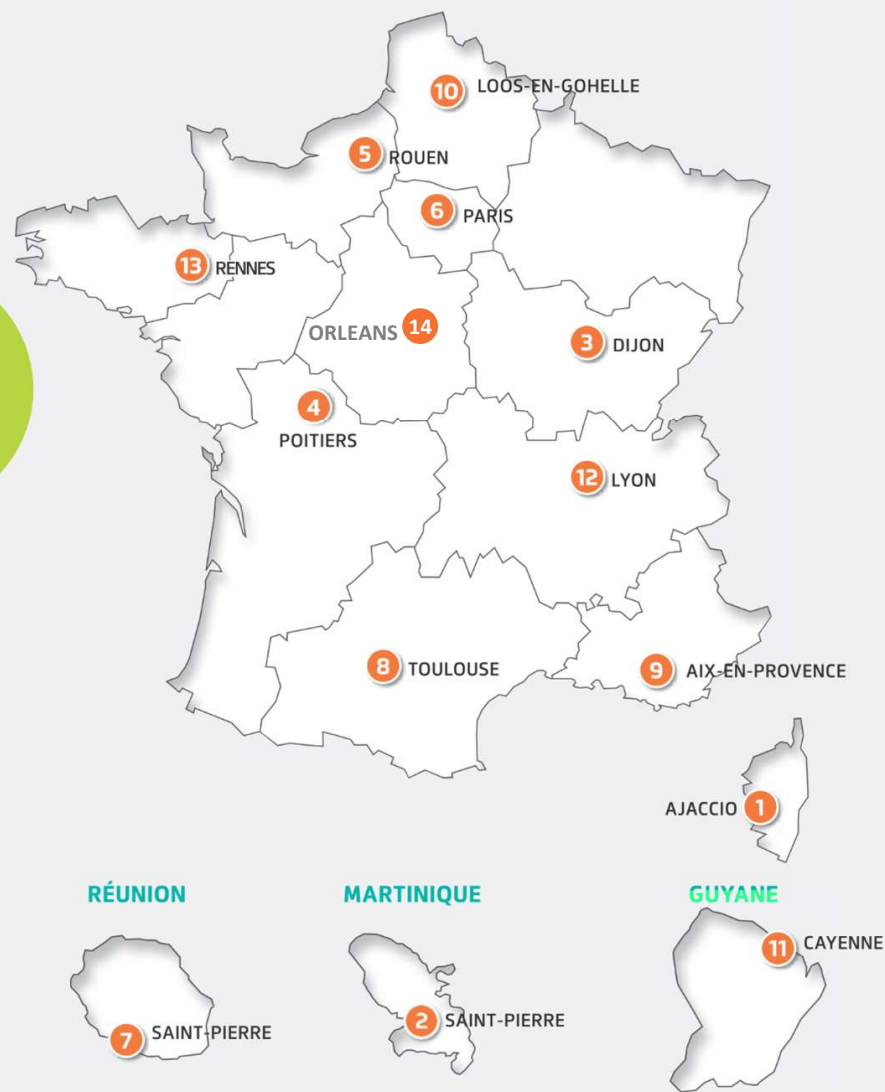 10 LOOS-EN-GOHELLE
5 ROUEN
6 PARIS
13 RENNES
ORLEANS 14
3 DIJON
4
POITIERS
12 LYON
8 TOULOUSE
9 AIX-EN-PROVENCE
AJACCIO 1
RÉUNION
MARTINIQUE
GUYANE
11 CAYENNE
7 SAINT-PIERRE
2 SAINT-PIERRE